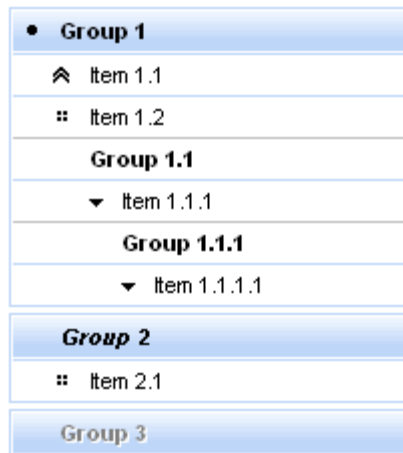 Group 1
Item 1.1
Item 1.2
Group 1.1
Item 1.1.1
Group 1.1.1
Item 1.1.1.1
Group 2
Item 2.1
Group 3